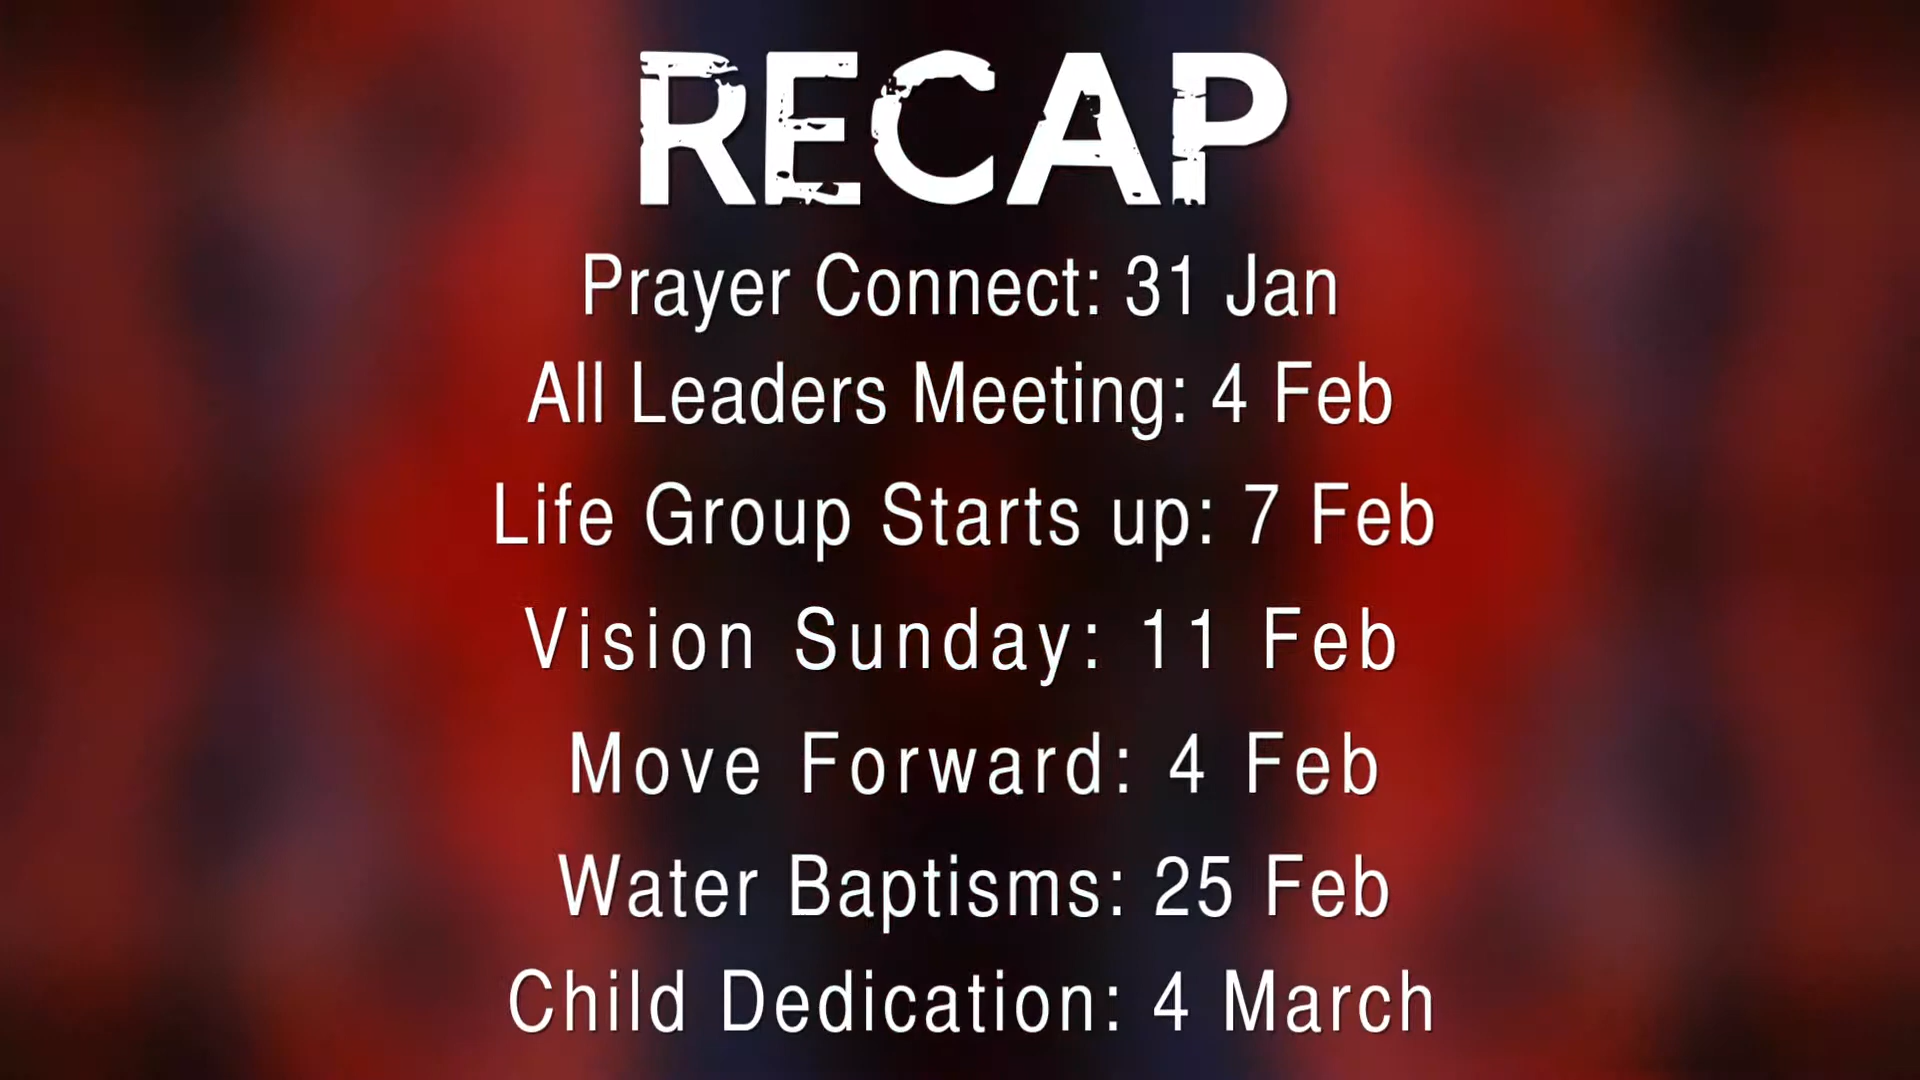 RECAP
Prayer Connect: 31 Jan
All Leaders Meeting: 4 Feb
Life Group Starts up: 7 Feb
Vision Sunday: 11 Feb
Move Forward: 4 Feb
Water Baptisms: 25 Feb
Child Dedication: 4 March